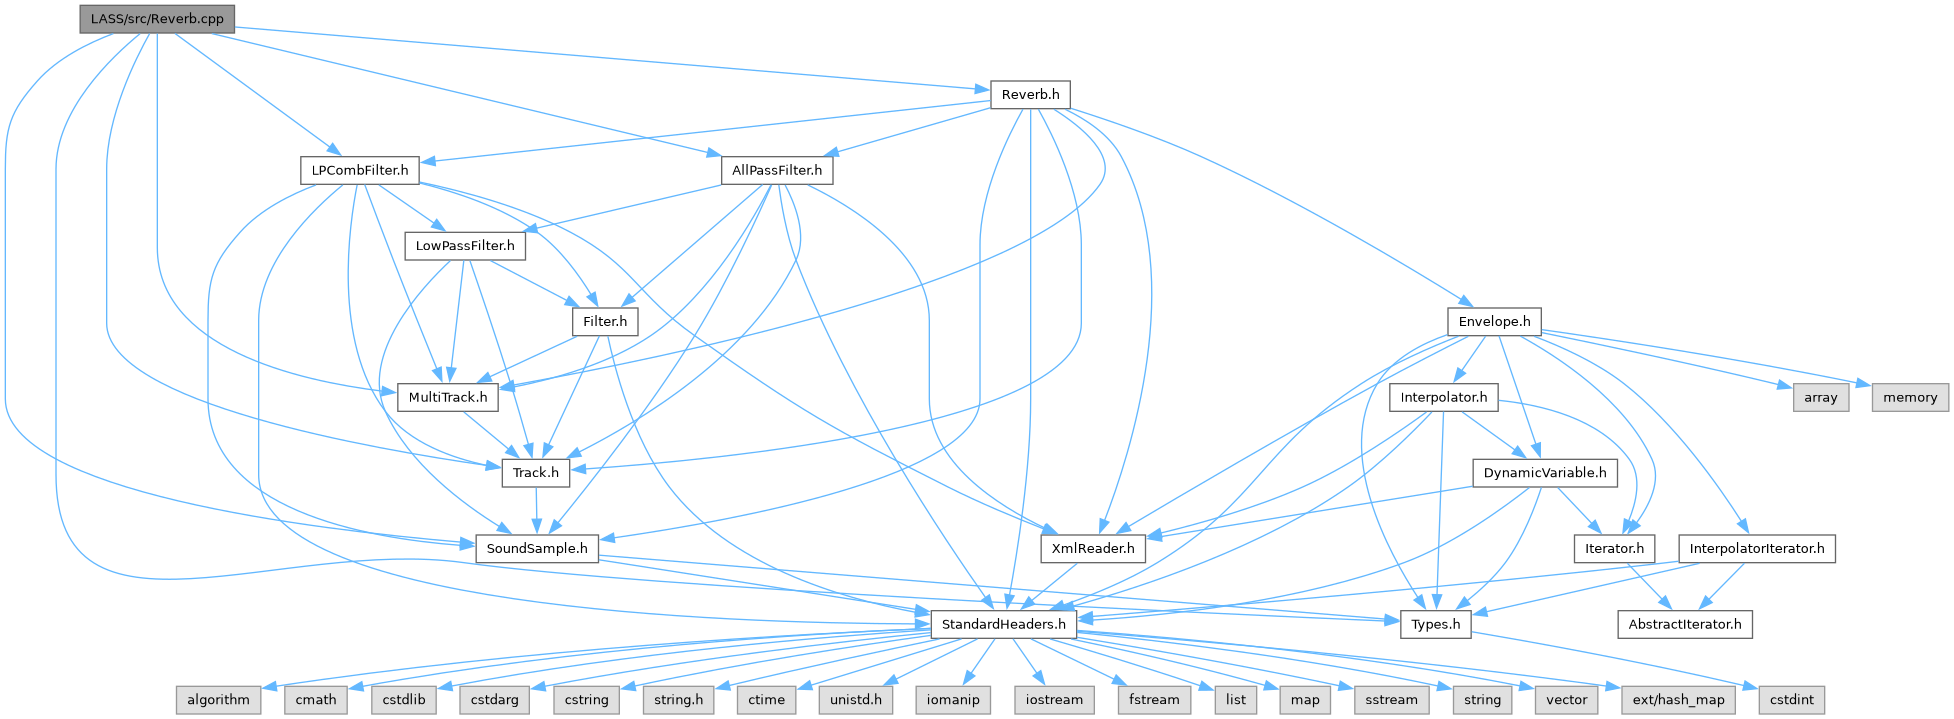 LASS/src/Reverb.cpp
Reverb.h
LPCombFilter.h
AllPassFilter.h
LowPassFilter.h
Filter.h
Envelope.h
MultiTrack.h
Interpolator.h
array
memory
Track.h
DynamicVariable.h
SoundSample.h
XmlReader.h
Iterator.h
InterpolatorIterator.h
StandardHeaders.h
Types.h
AbstractIterator.h
algorithm
cmath
cstdlib
cstdarg
cstring
string.h
ctime
unistd.h
iomanip
iostream
fstream
list
map
sstream
string
vector
ext/hash_map
cstdint